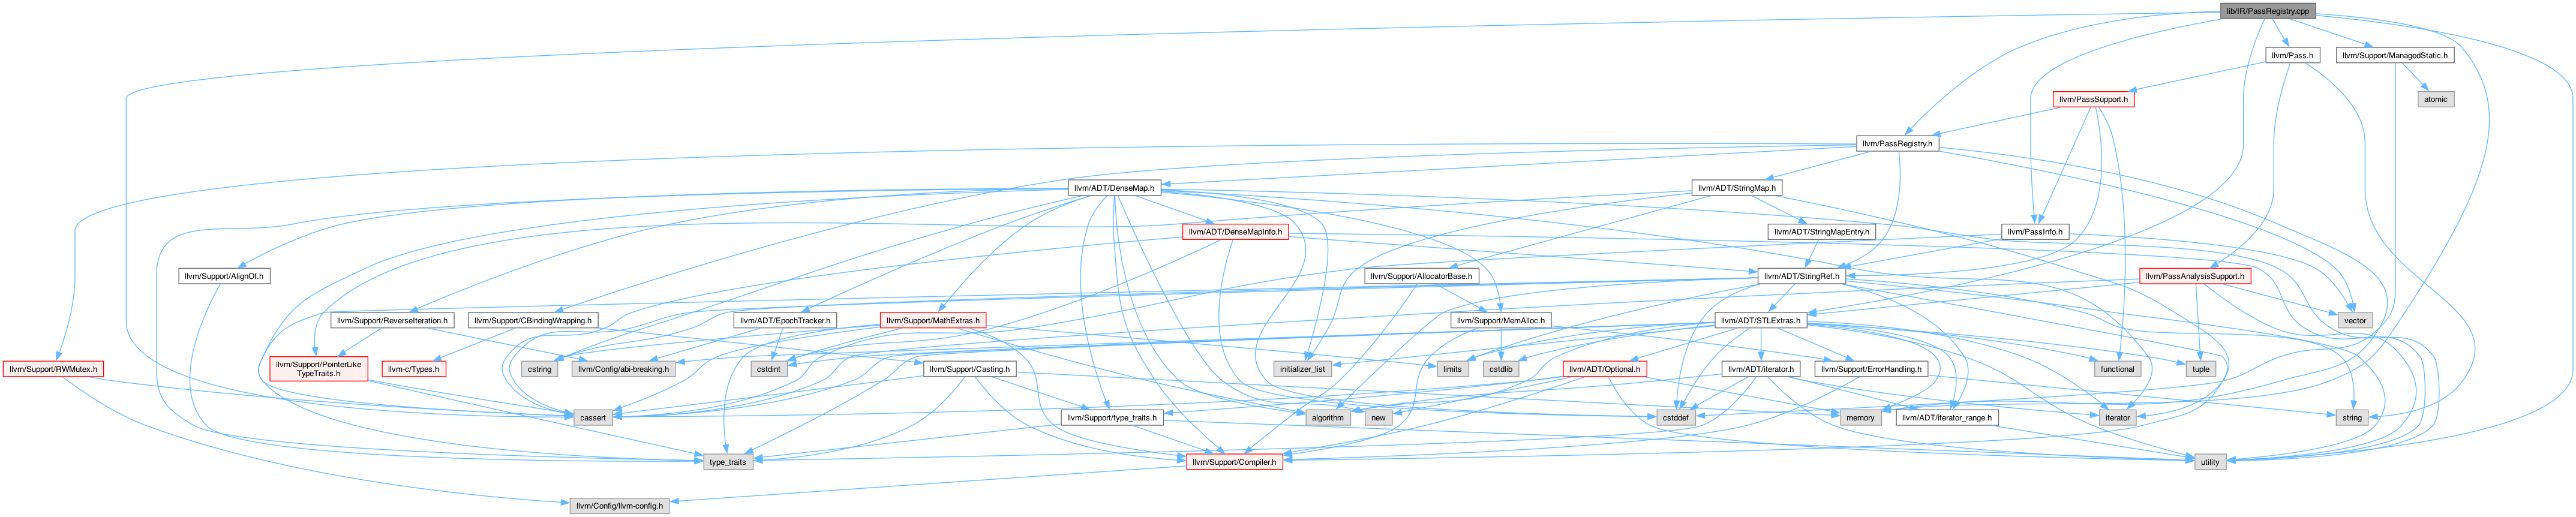 lib/IR/PassRegistry.cpp
llvm/Pass.h
llvm/Support/ManagedStatic.h
llvm/PassSupport.h
atomic
llvm/PassRegistry.h
llvm/ADT/DenseMap.h
llvm/ADT/StringMap.h
llvm/ADT/DenseMapInfo.h
llvm/ADT/StringMapEntry.h
llvm/PassInfo.h
llvm/Support/AlignOf.h
llvm/Support/AllocatorBase.h
llvm/ADT/StringRef.h
llvm/PassAnalysisSupport.h
llvm/Support/ReverseIteration.h
llvm/Support/CBindingWrapping.h
llvm/ADT/EpochTracker.h
llvm/Support/MathExtras.h
llvm/Support/MemAlloc.h
llvm/ADT/STLExtras.h
vector
llvm/Support/RWMutex.h
llvm/Support/PointerLike
TypeTraits.h
llvm-c/Types.h
cstring
llvm/Config/abi-breaking.h
cstdint
llvm/Support/Casting.h
initializer_list
limits
cstdlib
llvm/ADT/Optional.h
llvm/ADT/iterator.h
llvm/Support/ErrorHandling.h
functional
tuple
cassert
llvm/Support/type_traits.h
algorithm
new
cstddef
memory
llvm/ADT/iterator_range.h
iterator
string
type_traits
llvm/Support/Compiler.h
utility
llvm/Config/llvm-config.h